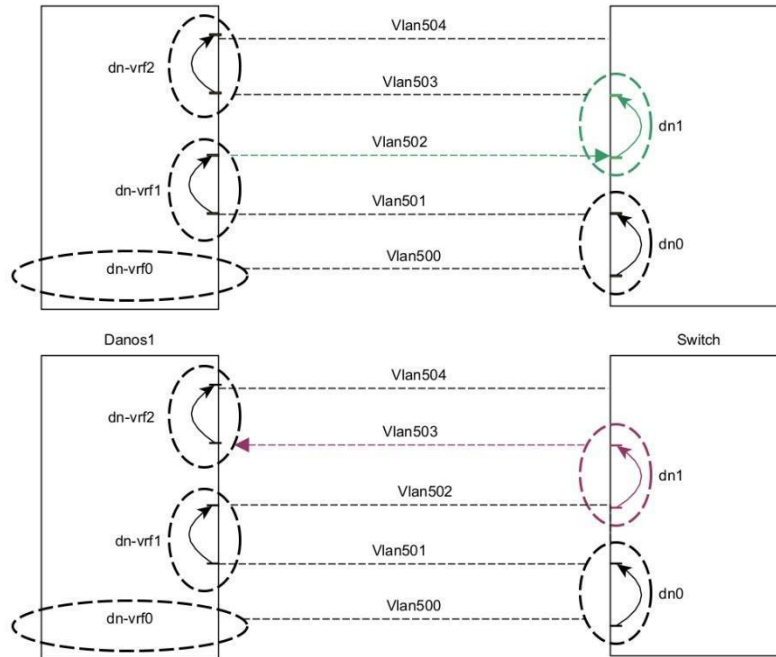 Vlan504
dn-vrf2
Vlan503
dn1
Vlan502
dn-vrf1
Vlan501
dn0
dn-vrf0
Vlan500
Danos1
Switch
Vlan504
dn-vrf2
Vlan503
dn1
Vlan502
dn-vrf1
Vlan501
dn0
dn-vrf0
Vlan500